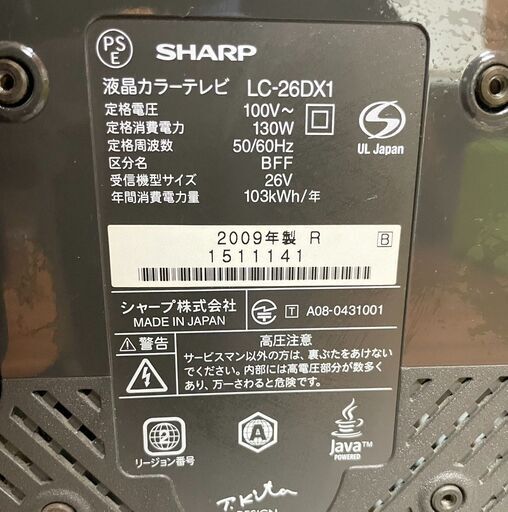 PS
E
SHARP
液晶カラーテレビ LC-26DX1
定格電圧 100V～
定格消費電力 130W
定格周波数 50/60Hz
区分名 BFF
受信機型サイズ 26V
年間消費電力量 103kWh/年
S
UL Japan
2009年製 R
B
1511141
シャープ株式会社
MADE IN JAPAN
T A08-0431001
警告
高圧注意
サービスマン以外の方は、裏ぶたをあけない
でください。内部には高電圧部分が数多く
あり、万一さわると危険です。
2
リージョン番号
A
Java™
POWERED
T.Kita
DESIGN